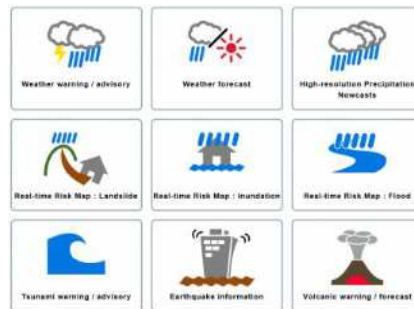 Weather warning / advisory
Weather forecast
High-resolution Precipitation
Nowcasts
Real-time Risk Map : Landslide
Real-time Risk Map : Inundation
Real-time Risk Map : Flood
Tsunami warning / advisory
Earthquake information
Volcanic warning / forecast